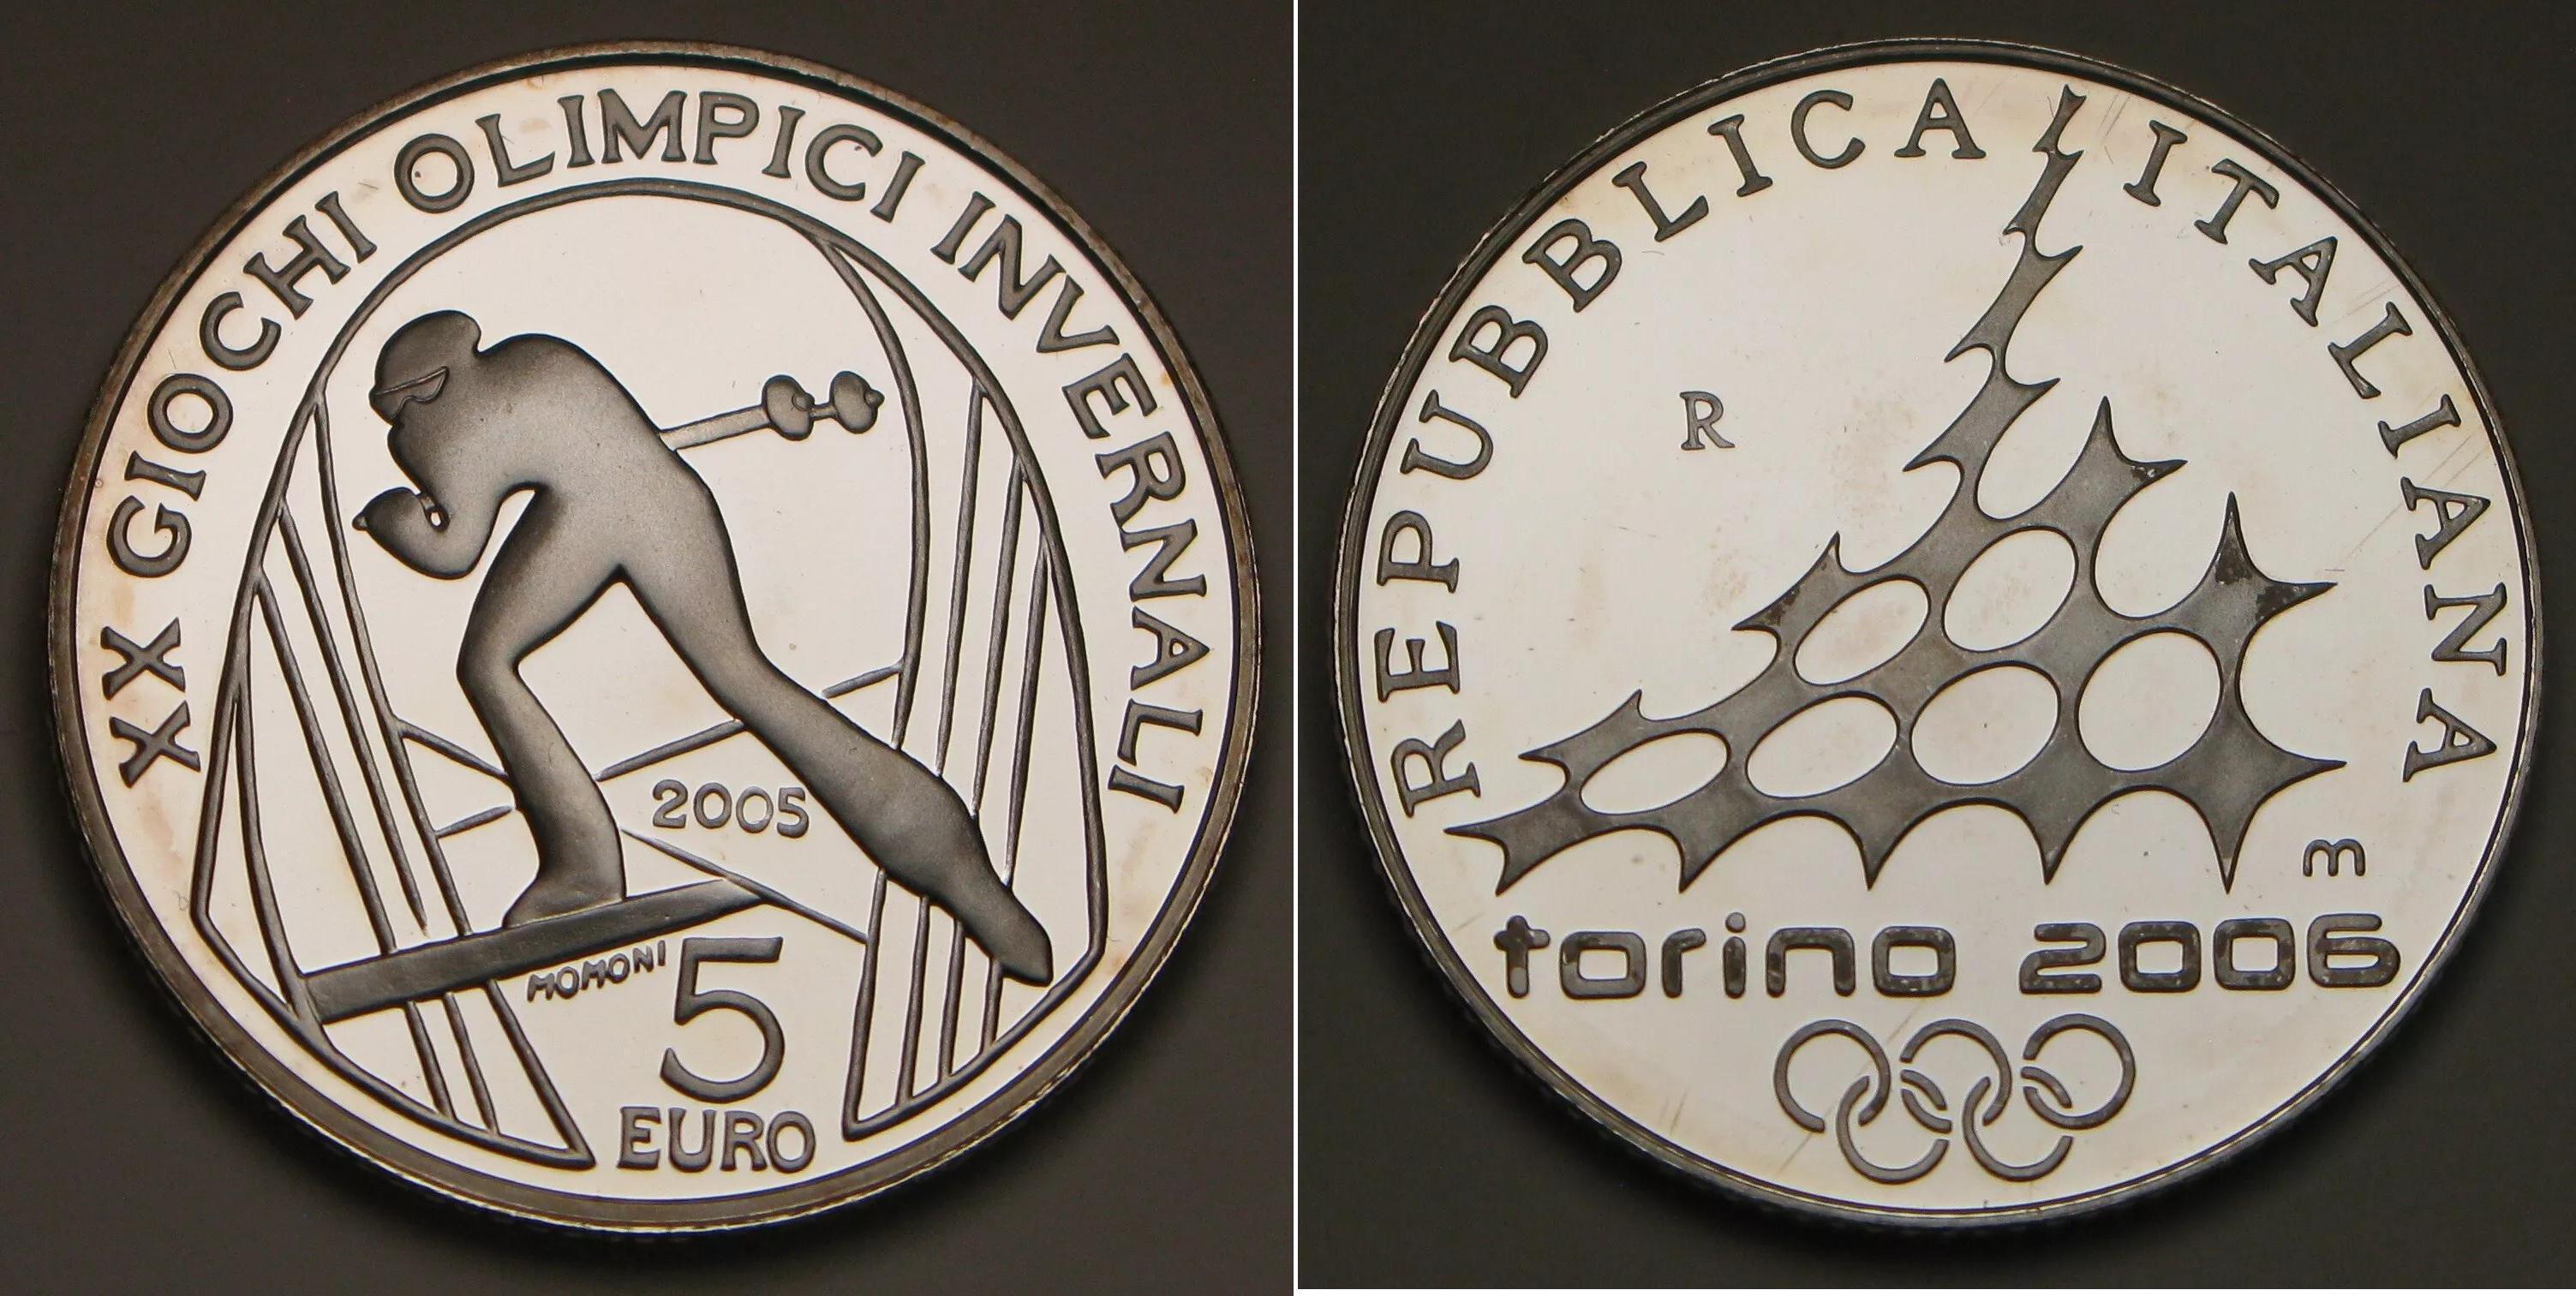 XX GIOCHI OLIMPICI INVERNALI
2005
MOMONI
5
EURO
REPUBBLICA ITALIANA
R
m
torino 2006